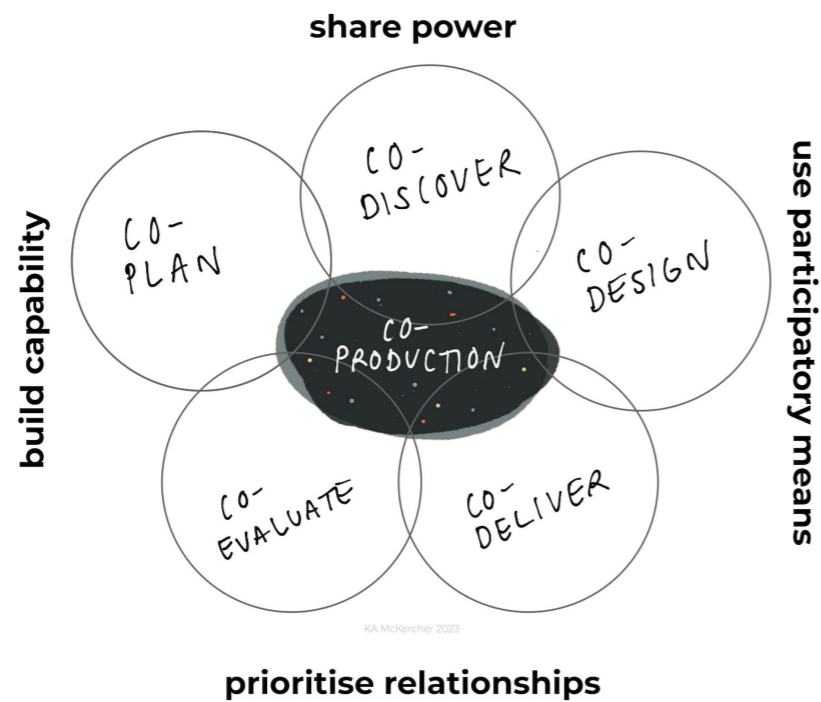 share power
CO-
DISCOVER
CO-
PLAN
CO-
DESIGN
build capability
use participatory means
CO-
PRODUCTION
CO-
EVALUATE
CO-
DELIVER
KA McKercher 2023
prioritise relationships